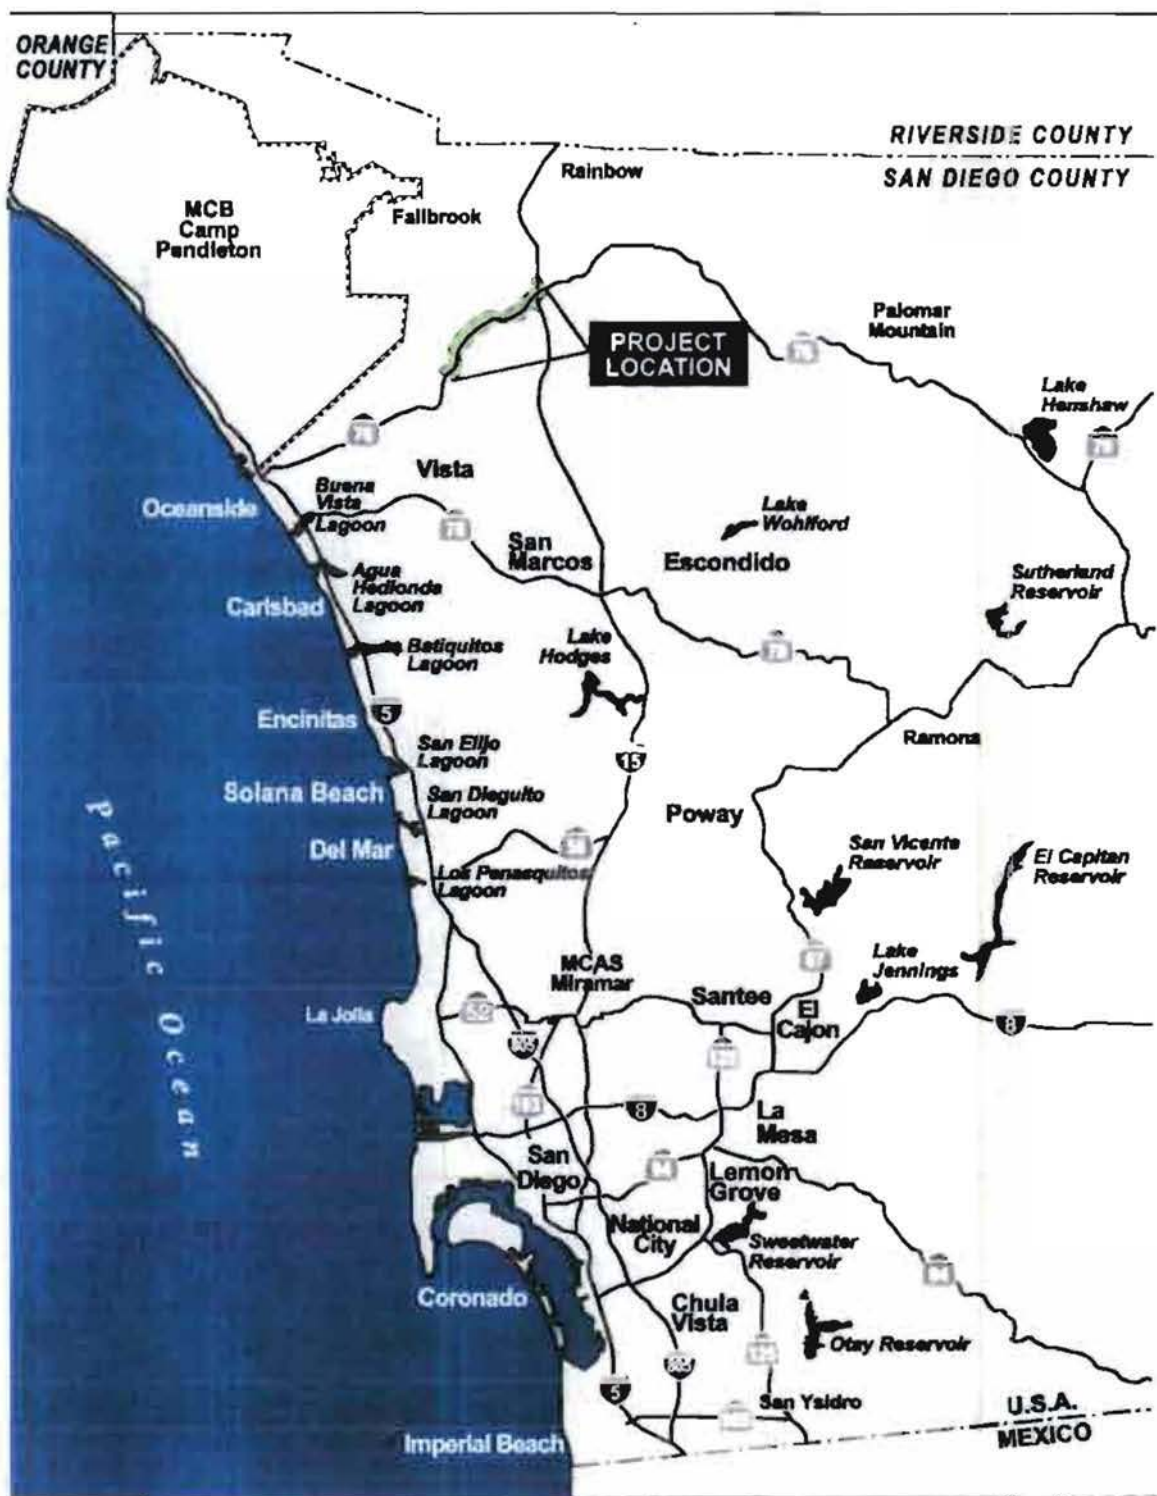 ORANGE
COUNTY
RIVERSIDE COUNTY
SAN DIEGO COUNTY
Rainbow
MCB
Camp
Pendleton
Fallbrook
Palomar
Mountain
PROJECT
LOCATION
Lake
Henshaw
Vista
Oceanside
Buena
Vista
Lagoon
Lake
Wohlford
San
Marcos
Escondido
Sutherland
Reservoir
Agua
Hedionda
Lagoon
Carlsbad
Lake
Hodges
Batiquitos
Lagoon
Encinitas
5
Ramona
San Elijo
Lagoon
15
Solana Beach
San Dieguito
Lagoon
Poway
Pacific Ocean
Del Mar
San Vicente
Reservoir
El Capitan
Reservoir
Los Penasquitos
Lagoon
Lake
Jennings
MCAS
Miramar
Santee
El
Cajon
La Jolla
52
8
805
8
La
Mesa
San
Diego
Lemon
Grove
National
City
Sweetwater
Reservoir
Coronado
Chula
Vista
Otay Reservoir
805
5
San Ysidro
U.S.A.
MEXICO
Imperial Beach